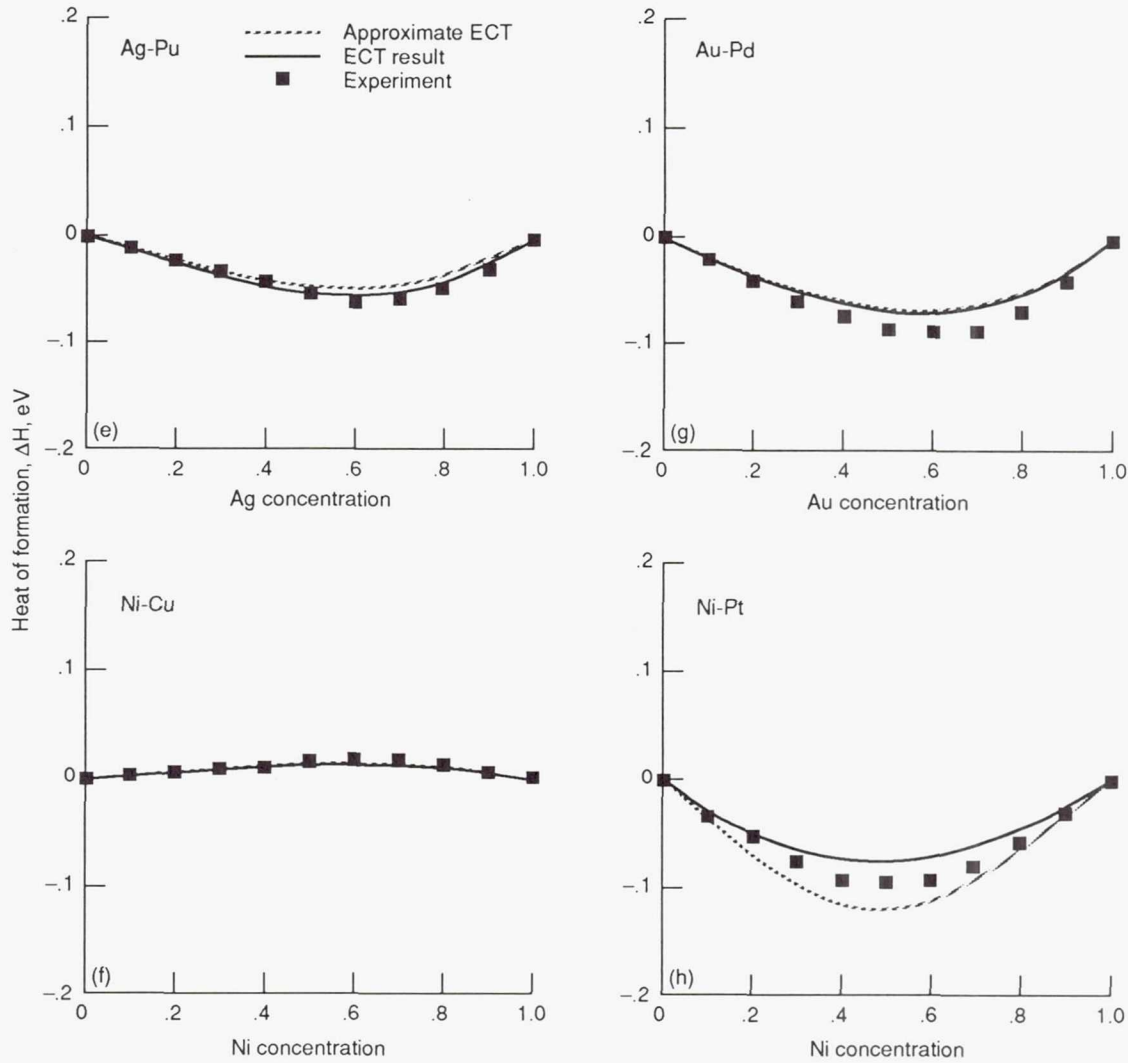 Heat of formation, ΔH, eV
.2
.1
0
–.1
–.2
Ag-Pu
Approximate ECT
ECT result
Experiment
(e)
0 .2 .4 .6 .8 1.0
Ag concentration
.2
.1
0
–.1
–.2
Au-Pd
(g)
0 .2 .4 .6 .8 1.0
Au concentration
.2
.1
0
–.1
–.2
Ni-Cu
(f)
0 .2 .4 .6 .8 1.0
Ni concentration
.2
.1
0
–.1
–.2
Ni-Pt
(h)
0 .2 .4 .6 .8 1.0
Ni concentration